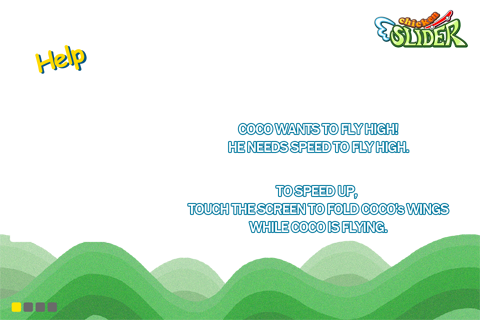 chicken
SLIDER
Help
COCO WANTS TO FLY HIGH!
HE NEEDS SPEED TO FLY HIGH.
TO SPEED UP,
TOUCH THE SCREEN TO FOLD COCO's WINGS
WHILE COCO IS FLYING.